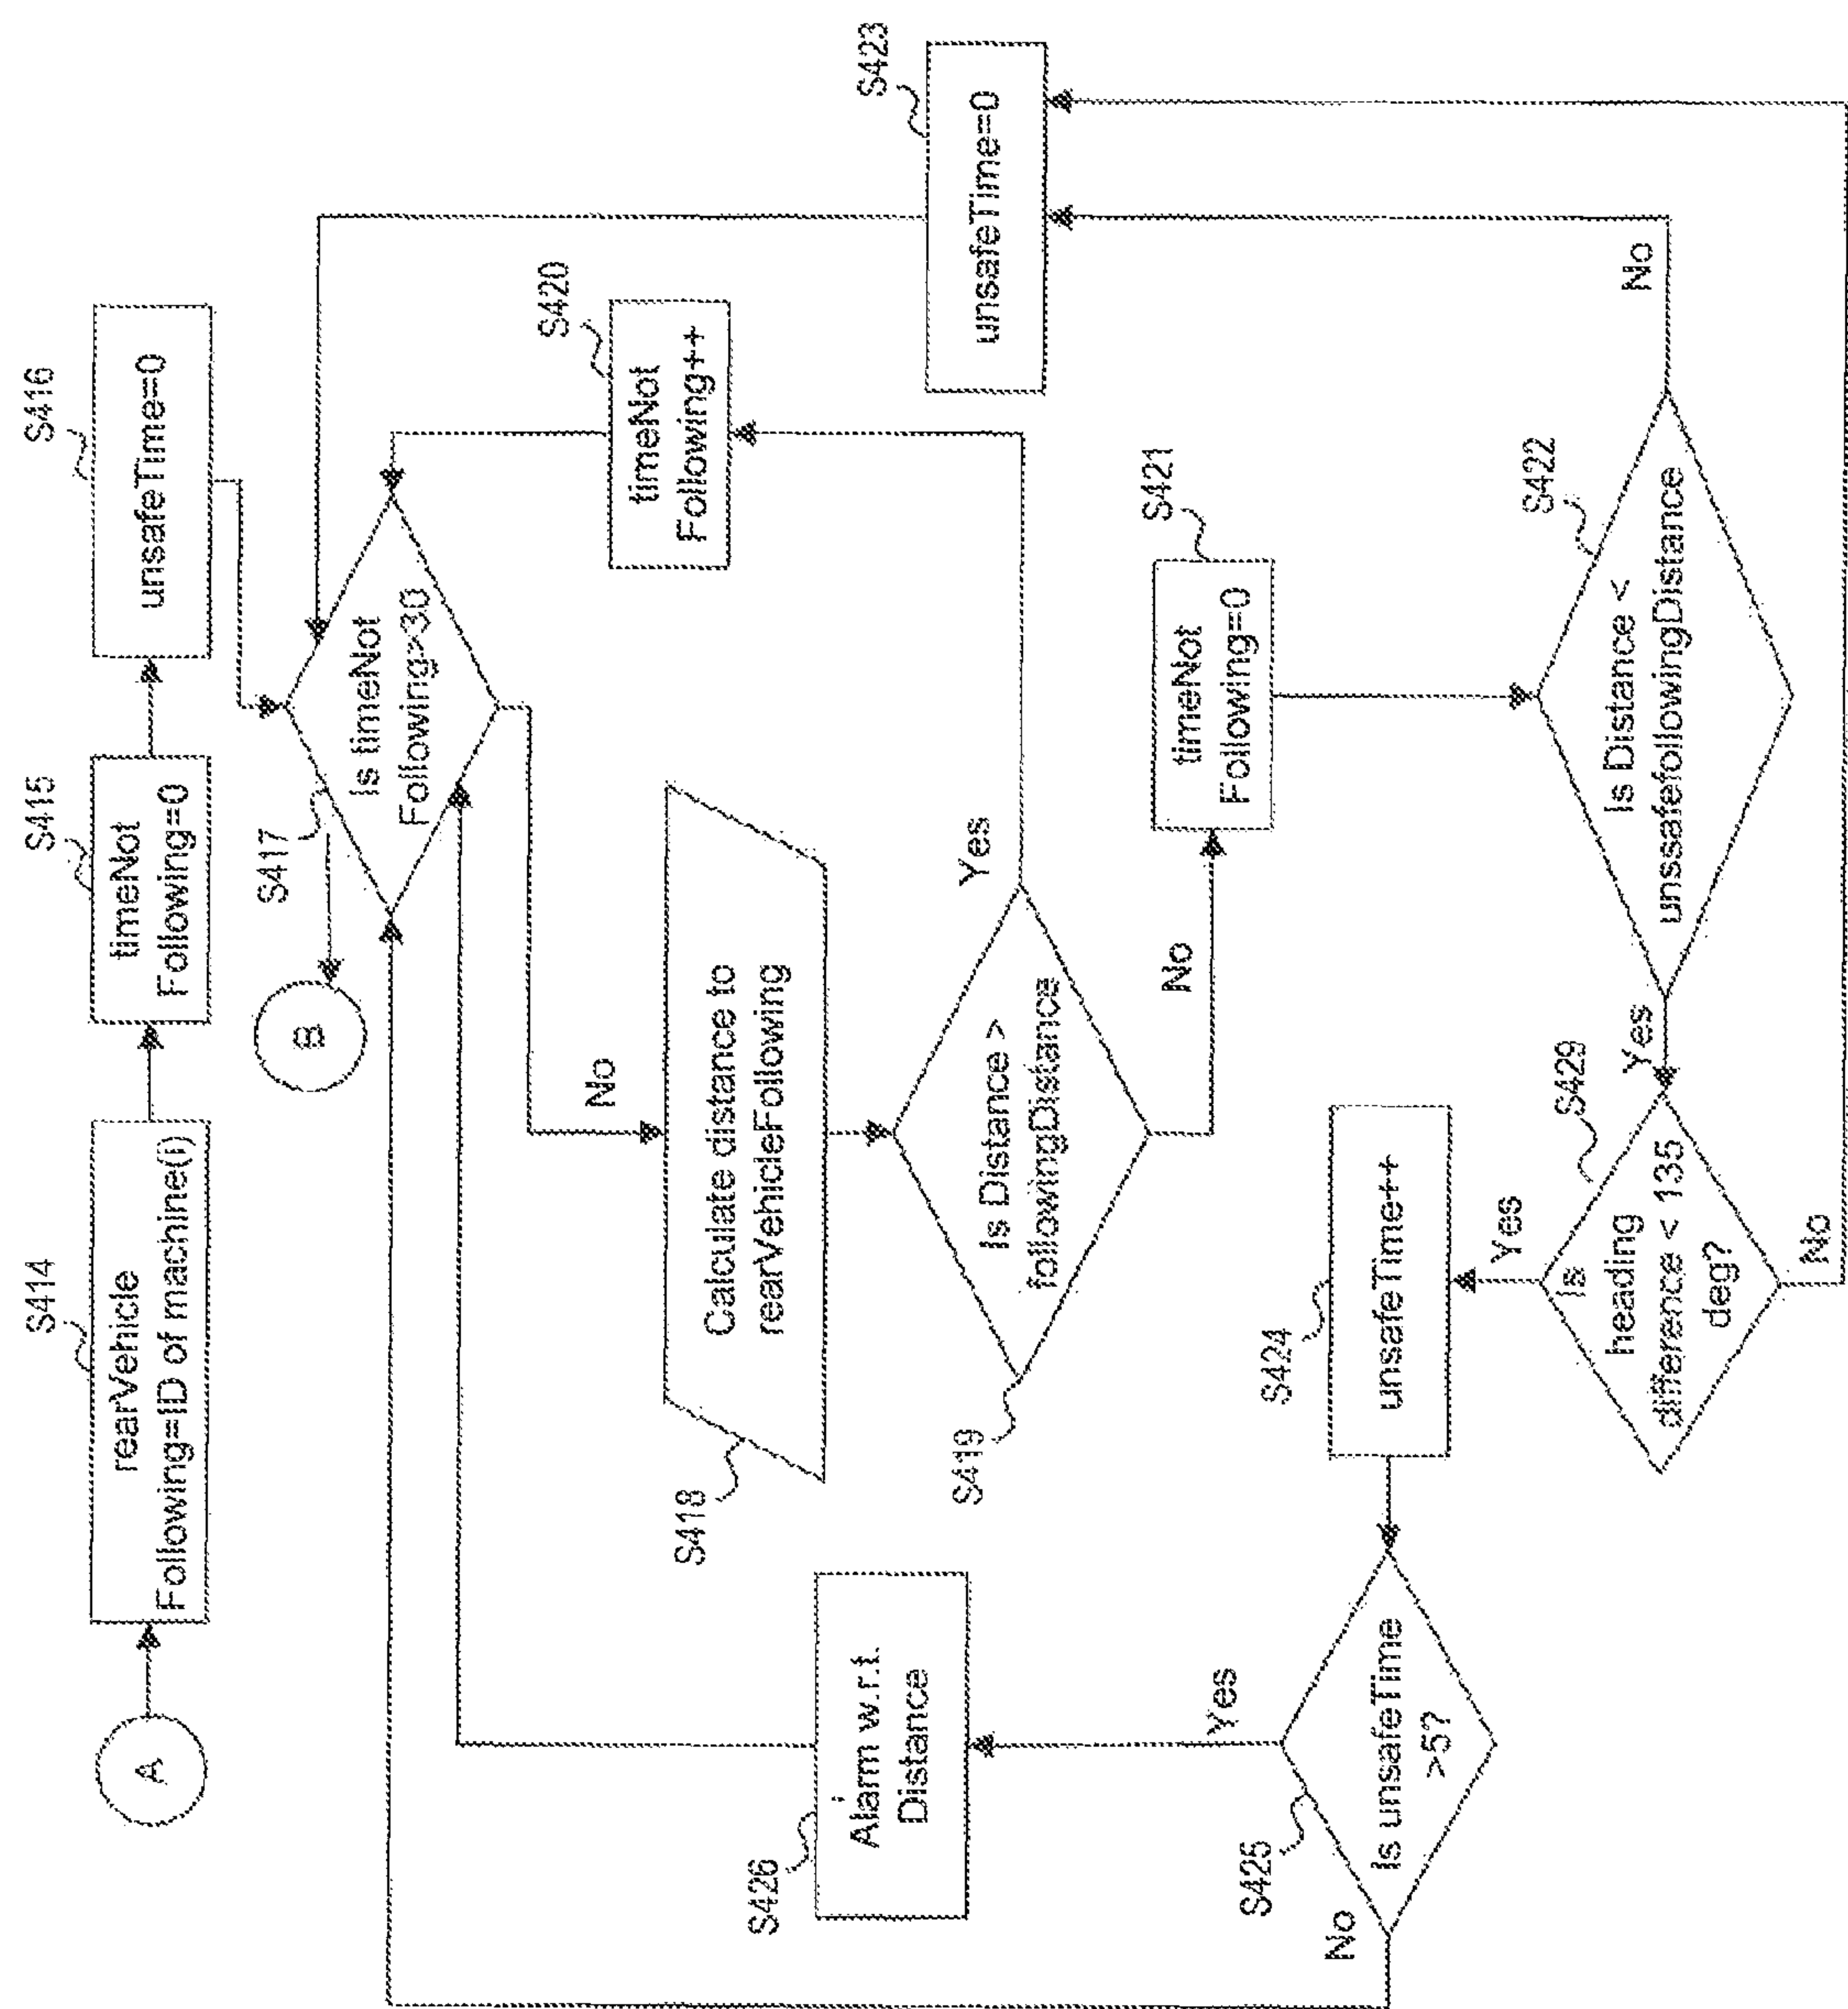 A
S414
rearVehicle
Following=ID of machine(i)
S415
timeNot
Following=0
S416
unsafeTime=0
B
S417
Is timeNot
Following>30
No
S418
Calculate distance to
rearVehicleFollowing
S419
Is Distance >
followingDistance
Yes
S420
timeNot
Following++
No
S421
timeNot
Following=0
S422
Is Distance <
unssafefollowingDistance
No
S423
unsafeTime=0
Yes
S429
Is
heading
difference < 135
deg?
No
Yes
S424
unsafeTime++
S425
Is unsafeTime
>5?
No
Yes
S426
Alarm w.r.t.
Distance